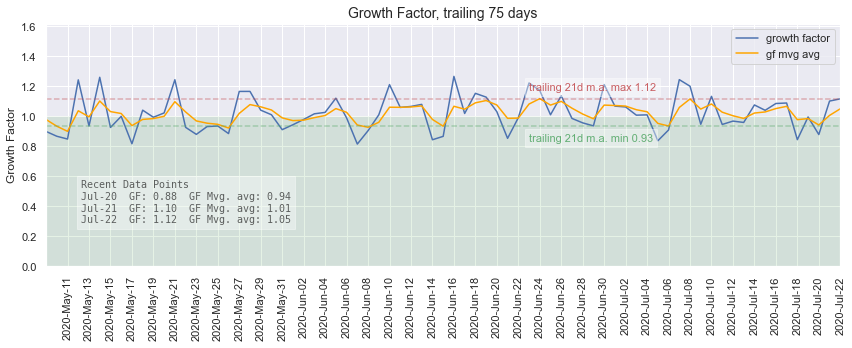 Growth Factor, trailing 75 days
growth factor
gf mvg avg
Growth Factor
1.6
1.4
1.2
1.0
0.8
0.6
0.4
0.2
0.0
trailing 21d m.a. max 1.12
trailing 21d m.a. min 0.93
Recent Data Points
Jul-20  GF: 0.88  GF Mvg. avg: 0.94
Jul-21  GF: 1.10  GF Mvg. avg: 1.01
Jul-22  GF: 1.12  GF Mvg. avg: 1.05
2020-May-11
2020-May-13
2020-May-15
2020-May-17
2020-May-19
2020-May-21
2020-May-23
2020-May-25
2020-May-27
2020-May-29
2020-May-31
2020-Jun-02
2020-Jun-04
2020-Jun-06
2020-Jun-08
2020-Jun-10
2020-Jun-12
2020-Jun-14
2020-Jun-16
2020-Jun-18
2020-Jun-20
2020-Jun-22
2020-Jun-24
2020-Jun-26
2020-Jun-28
2020-Jun-30
2020-Jul-02
2020-Jul-04
2020-Jul-06
2020-Jul-08
2020-Jul-10
2020-Jul-12
2020-Jul-14
2020-Jul-16
2020-Jul-18
2020-Jul-20
2020-Jul-22